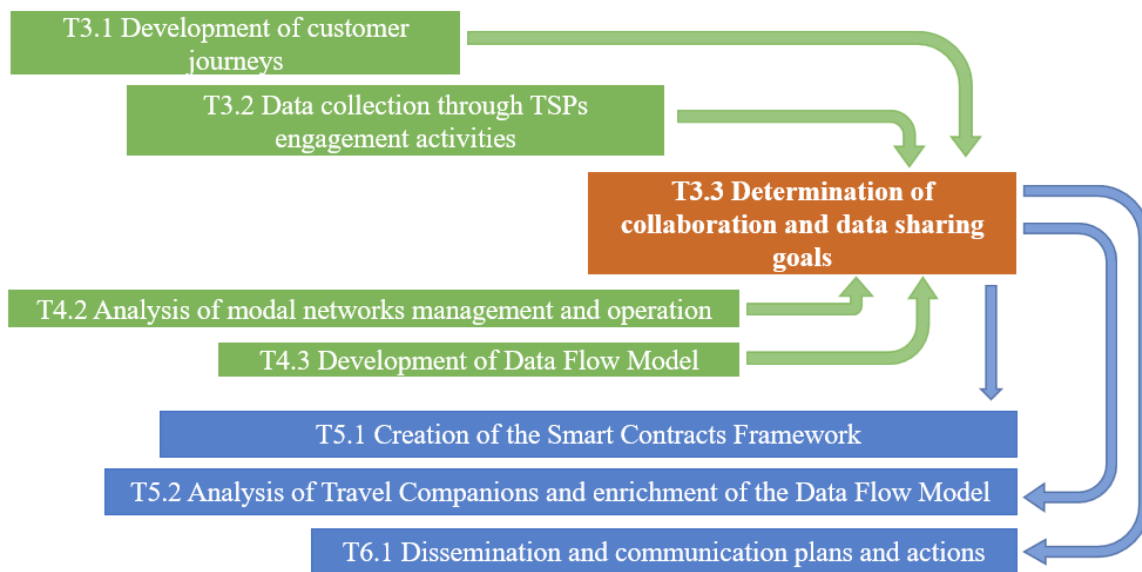 T3.1 Development of customer
journeys
T3.2 Data collection through TSPs
engagement activities
T3.3 Determination of
collaboration and data sharing
goals
T4.2 Analysis of modal networks management and operation
T4.3 Development of Data Flow Model
T5.1 Creation of the Smart Contracts Framework
T5.2 Analysis of Travel Companions and enrichment of the Data Flow Model
T6.1 Dissemination and communication plans and actions